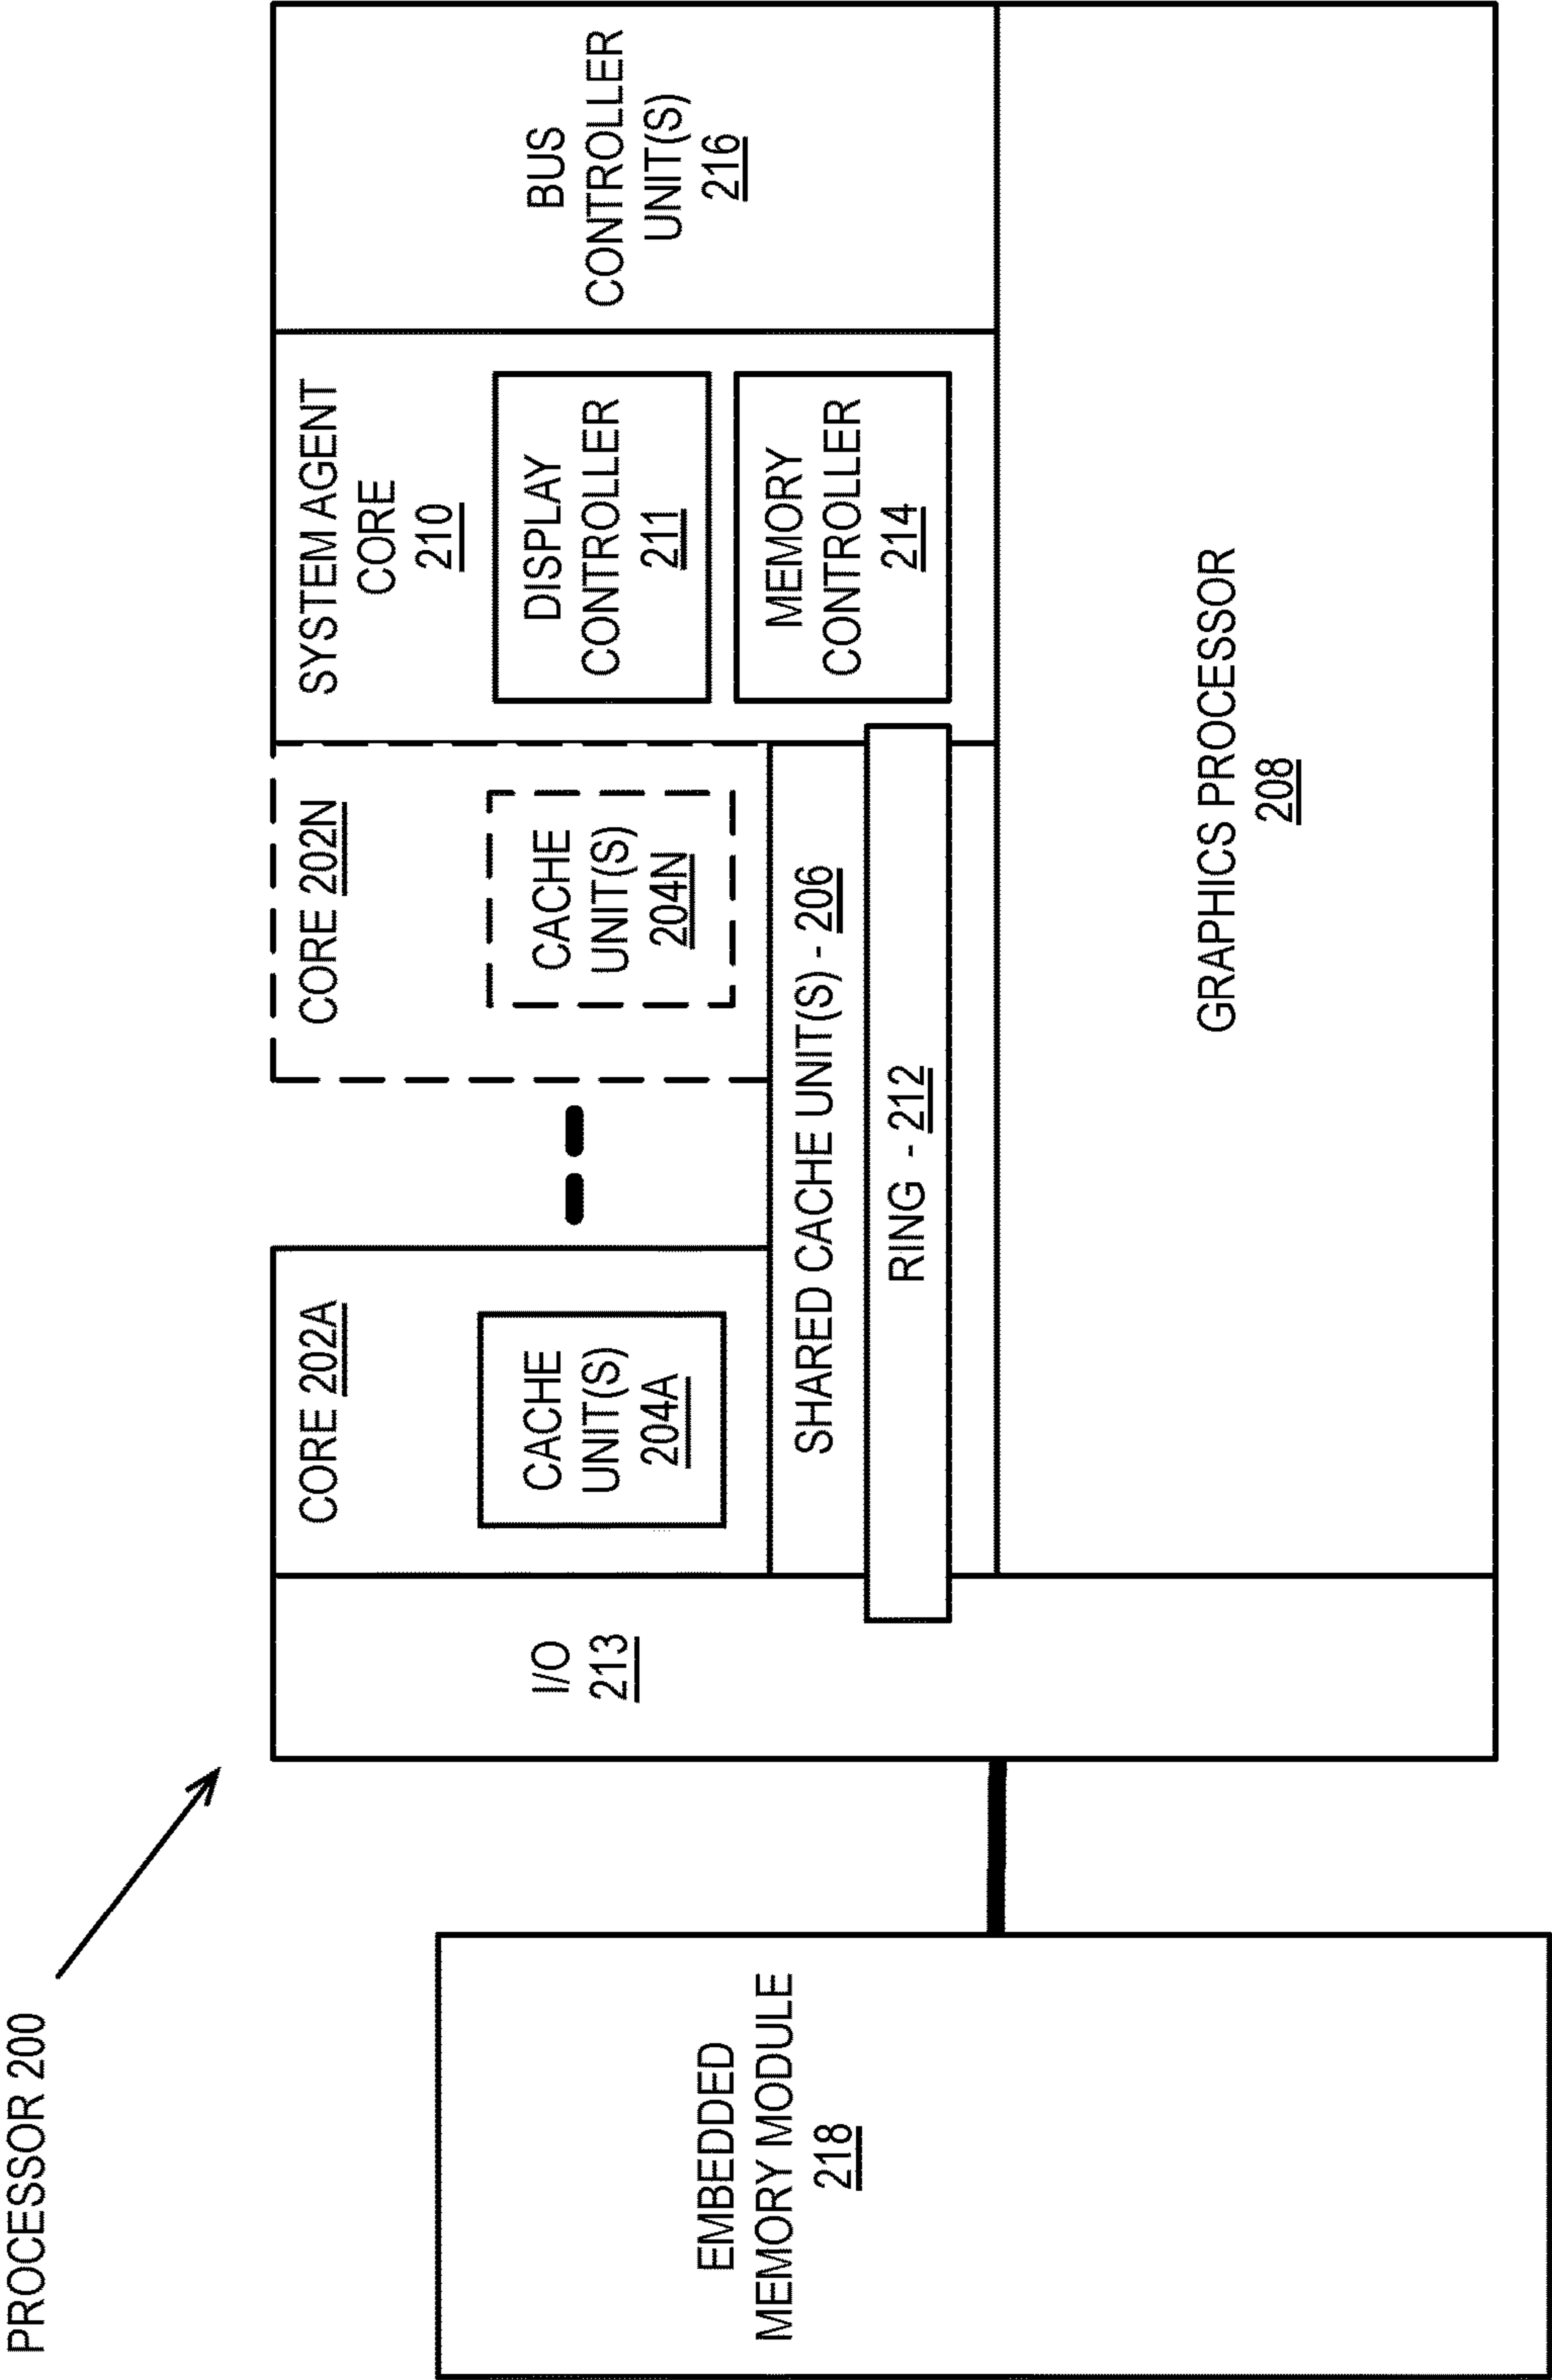 PROCESSOR 200
EMBEDDED
MEMORY MODULE
218
I/O
213
CORE 202A
CACHE
UNIT(S)
204A
CORE 202N
CACHE
UNIT(S)
204N
SHARED CACHE UNIT(S) - 206
RING - 212
SYSTEM AGENT
CORE
210
DISPLAY
CONTROLLER
211
MEMORY
CONTROLLER
214
BUS
CONTROLLER
UNIT(S)
216
GRAPHICS PROCESSOR
208